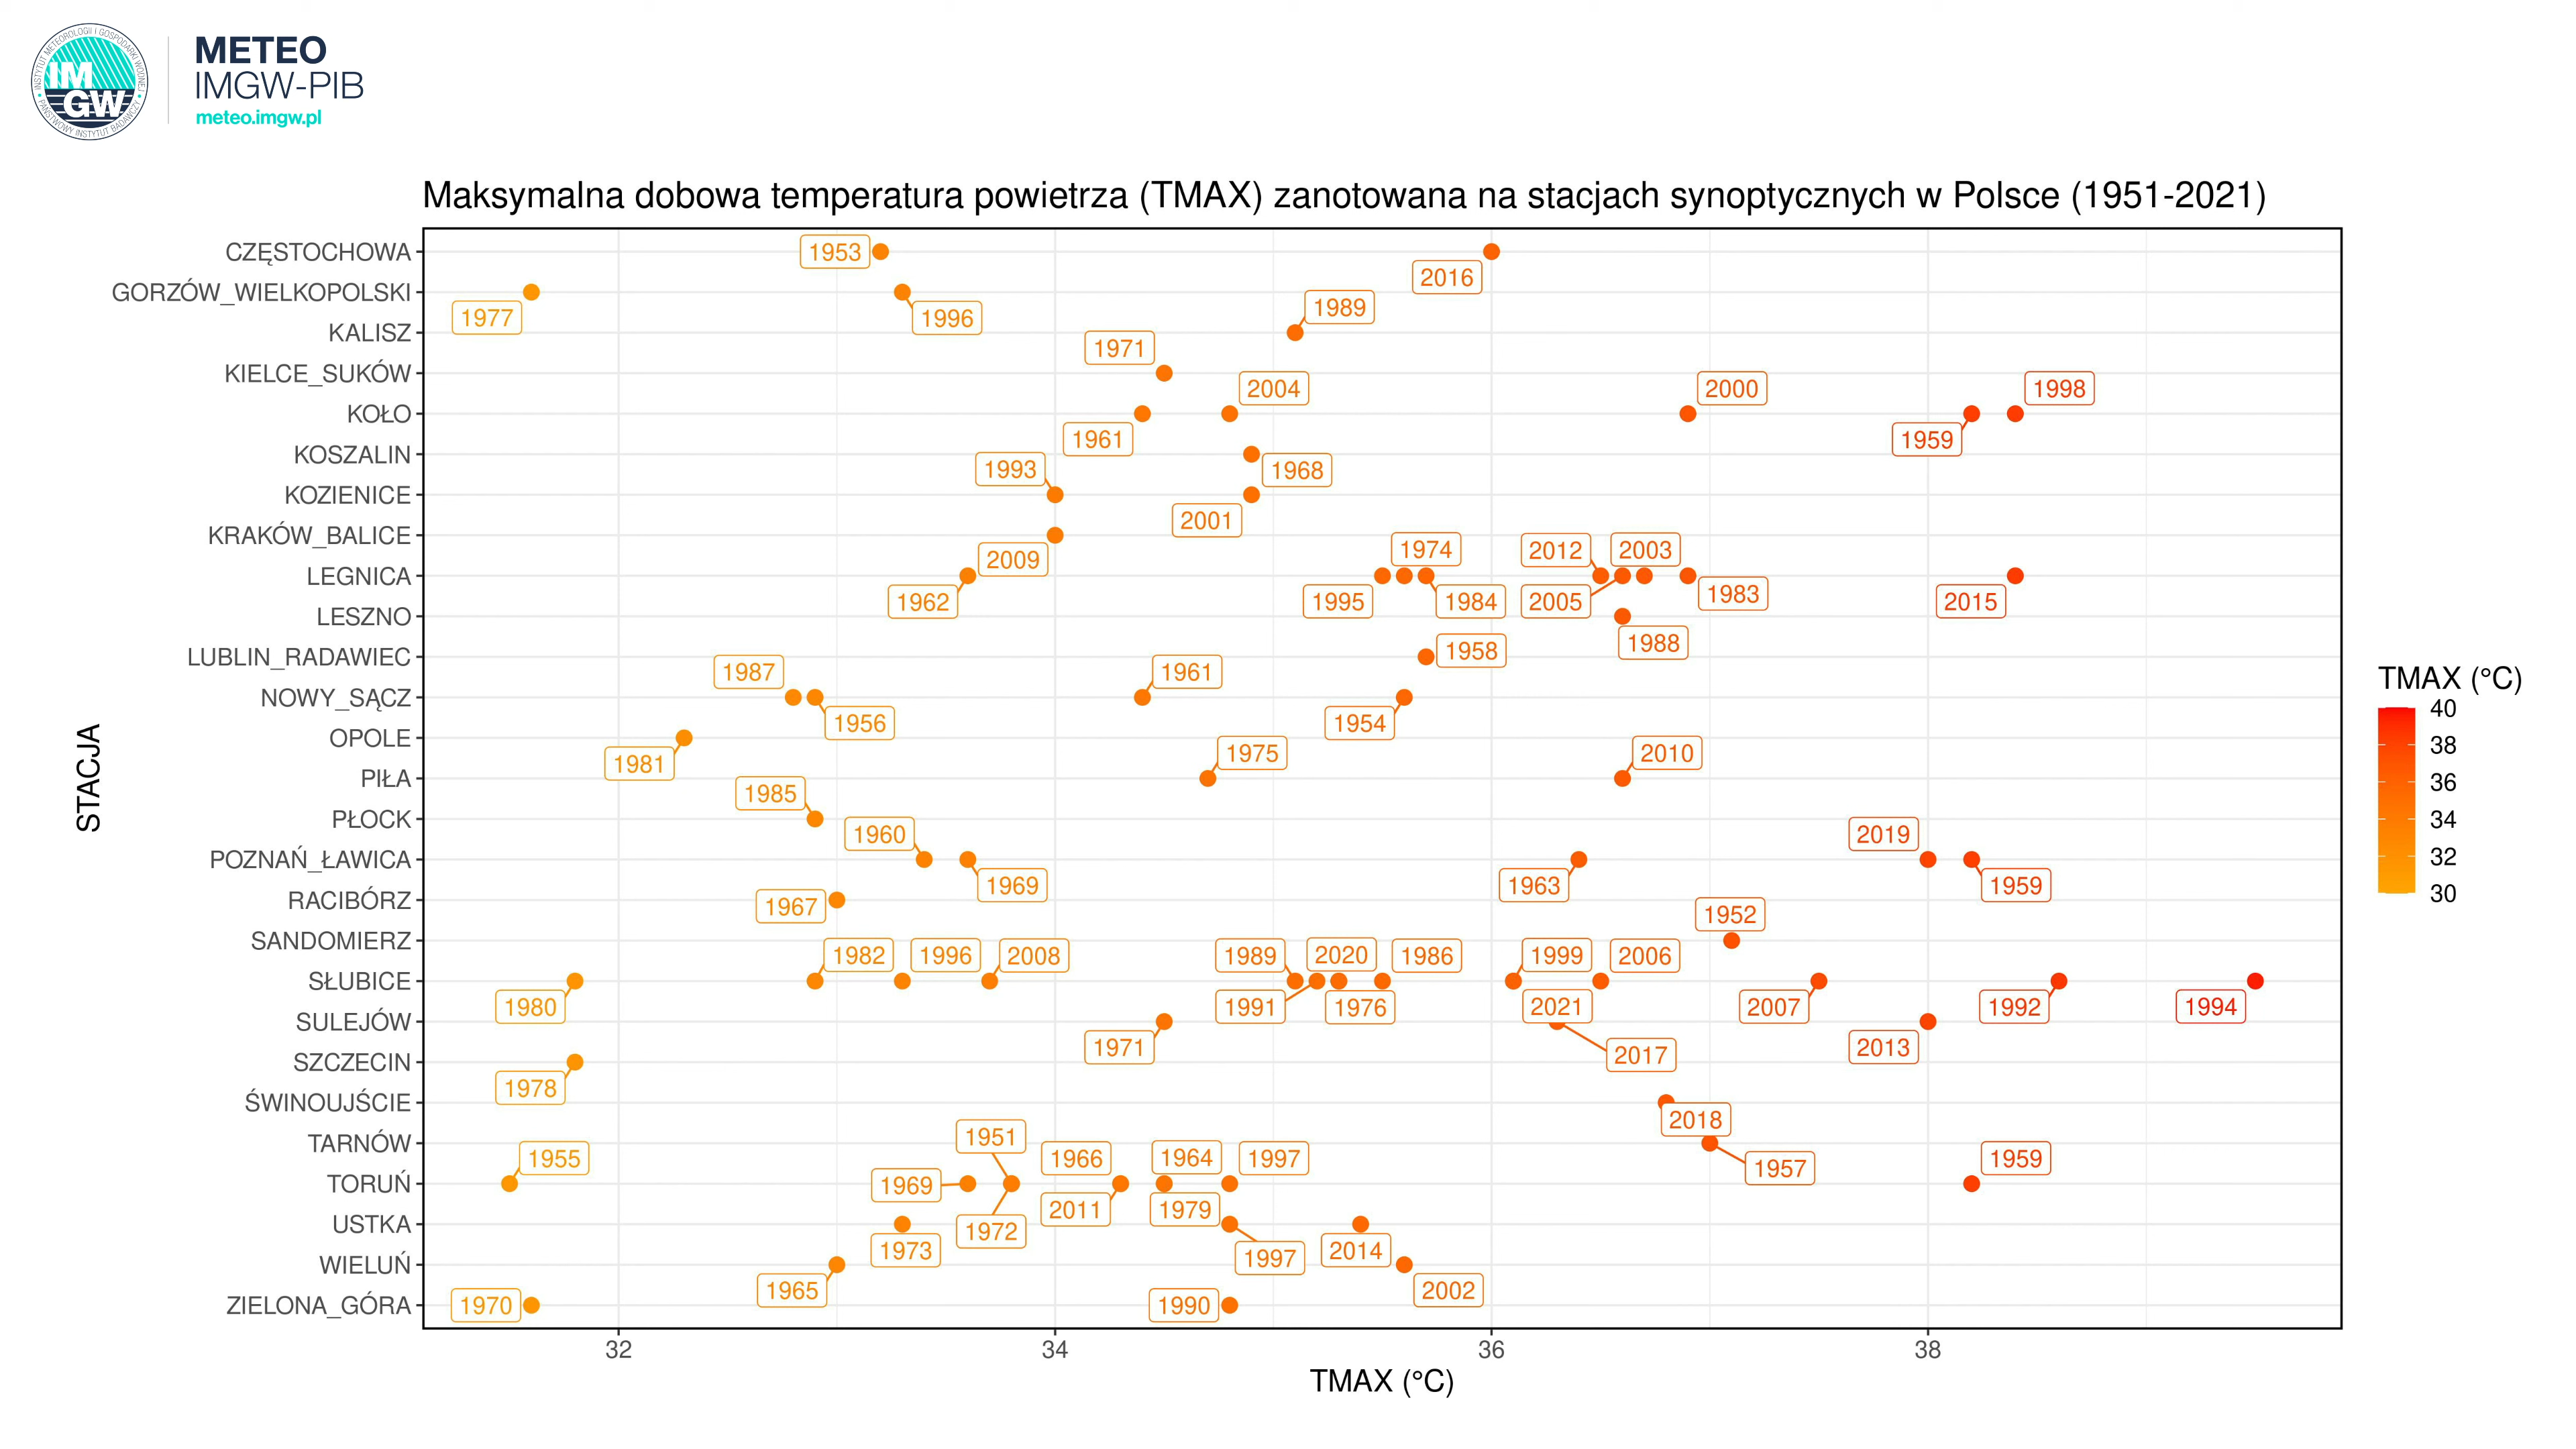 INSTYTUT METEOROLOGII I GOSPODARKI WODNEJ
PAŃSTWOWY INSTYTUT BADAWCZY
IM
GW
METEO
IMGW-PIB
meteo.imgw.pl
Maksymalna dobowa temperatura powietrza (TMAX) zanotowana na stacjach synoptycznych w Polsce (1951-2021)
STACJA
CZĘSTOCHOWA 1953 2016
GORZÓW_WIELKOPOLSKI 1977 1996
KALISZ 1989
KIELCE_SUKÓW 1971
KOŁO 1961 2004 2000 1959 1998
KOSZALIN 1968
KOZIENICE 1993 2001
KRAKÓW_BALICE 2009
LEGNICA 1962 1995 1974 1984 2012 2005 2003 1983 2015
LESZNO 1988
LUBLIN_RADAWIEC 1958
NOWY_SĄCZ 1987 1956 1961 1954
OPOLE 1981
PIŁA 1975 2010
PŁOCK 1985
POZNAŃ_ŁAWICA 1960 1969 1963 2019 1959
RACIBÓRZ 1967
SANDOMIERZ 1952
SŁUBICE 1980 1982 1996 2008 1989 1991 2020 1976 1986 1999 2021 2006 2007 1992 1994
SULEJÓW 1971 2017 2013
SZCZECIN 1978
ŚWINOUJŚCIE 2018
TARNÓW 1957
TORUŃ 1955 1969 1951 1972 1966 2011 1964 1979 1997 1959
USTKA 1973 1997 2014
WIELUŃ 1965 2002
ZIELONA_GÓRA 1970 1990
32 34 36 38
TMAX (°C)
TMAX (°C)
40
38
36
34
32
30